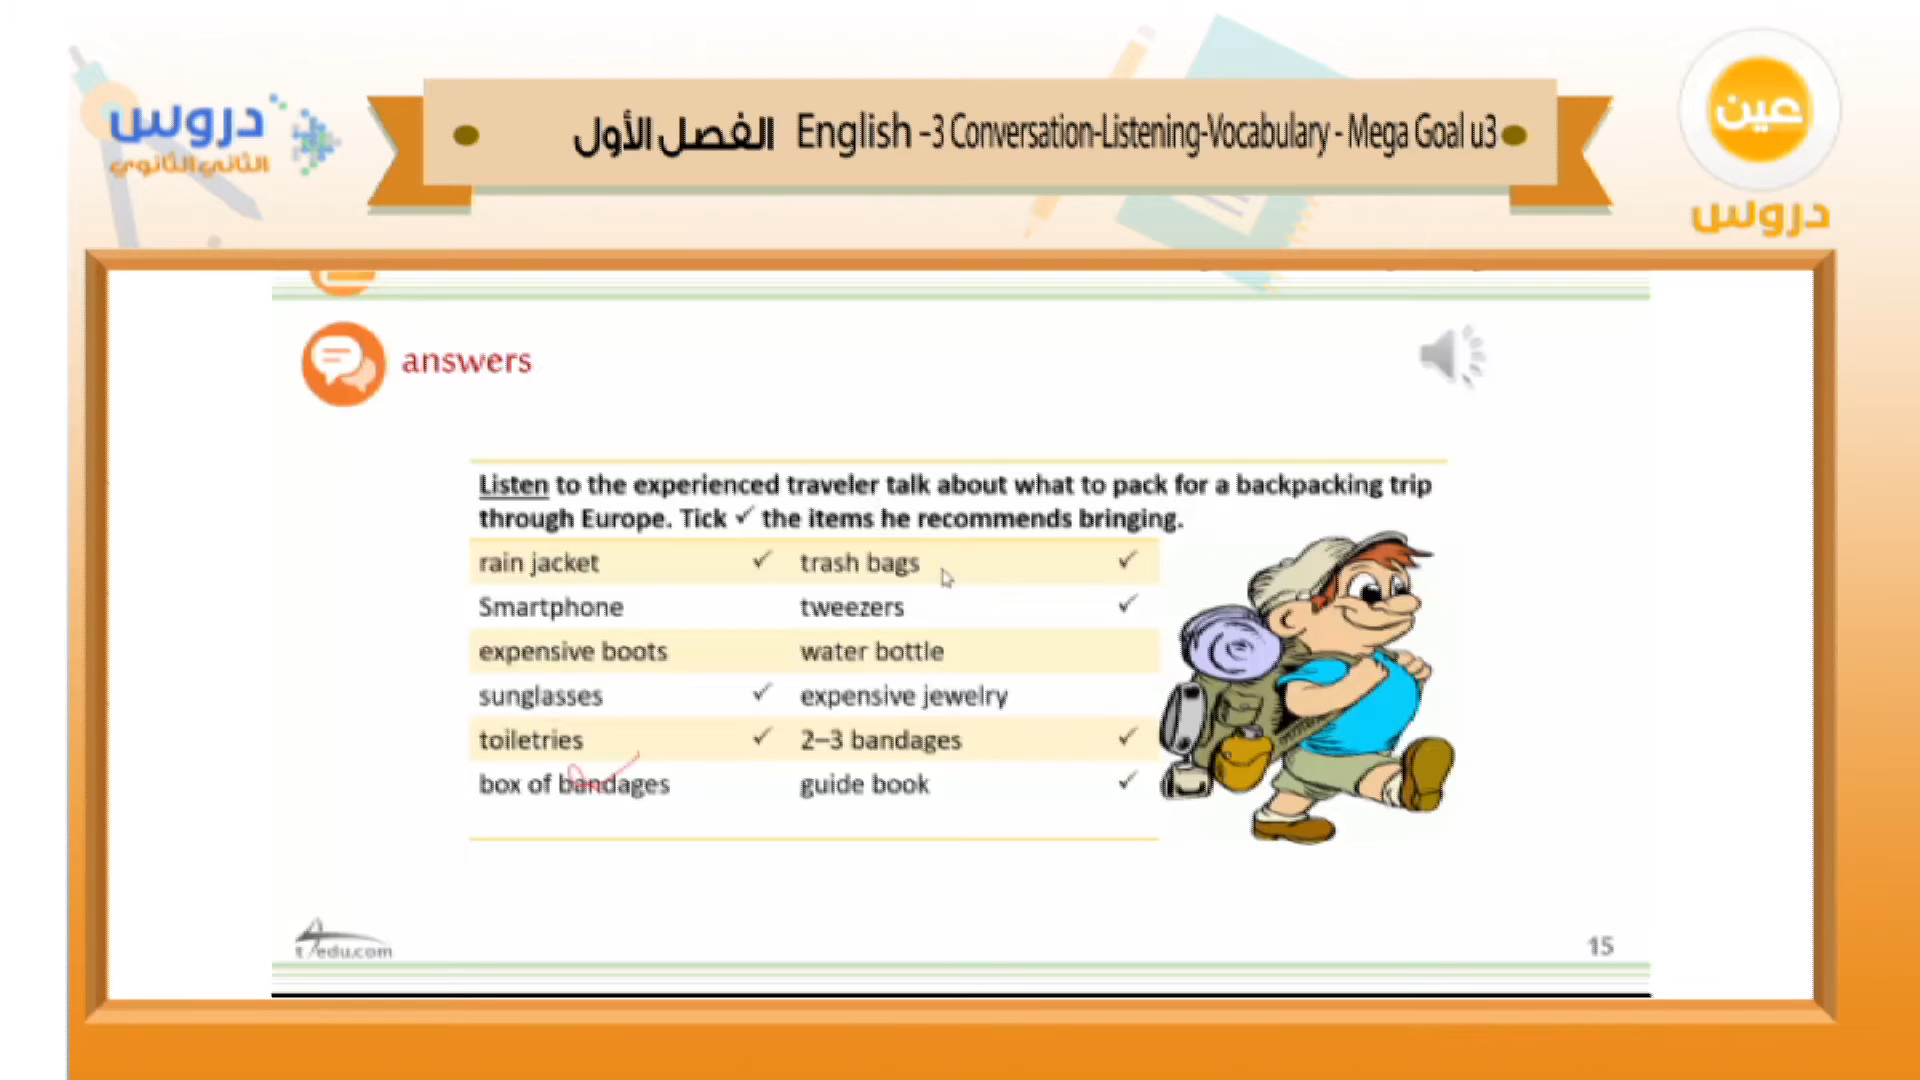 دروس
الثاني الثانوي
الفصل الأول English -3 Conversation-Listening-Vocabulary - Mega Goal u3
عين
دروس
answers
Listen to the experienced traveler talk about what to pack for a backpacking trip
through Europe. Tick ✓ the items he recommends bringing.
rain jacket ✓ trash bags ✓
Smartphone tweezers ✓
expensive boots water bottle
sunglasses ✓ expensive jewelry
toiletries ✓ 2–3 bandages ✓
box of bandages guide book ✓
t4edu.com
15